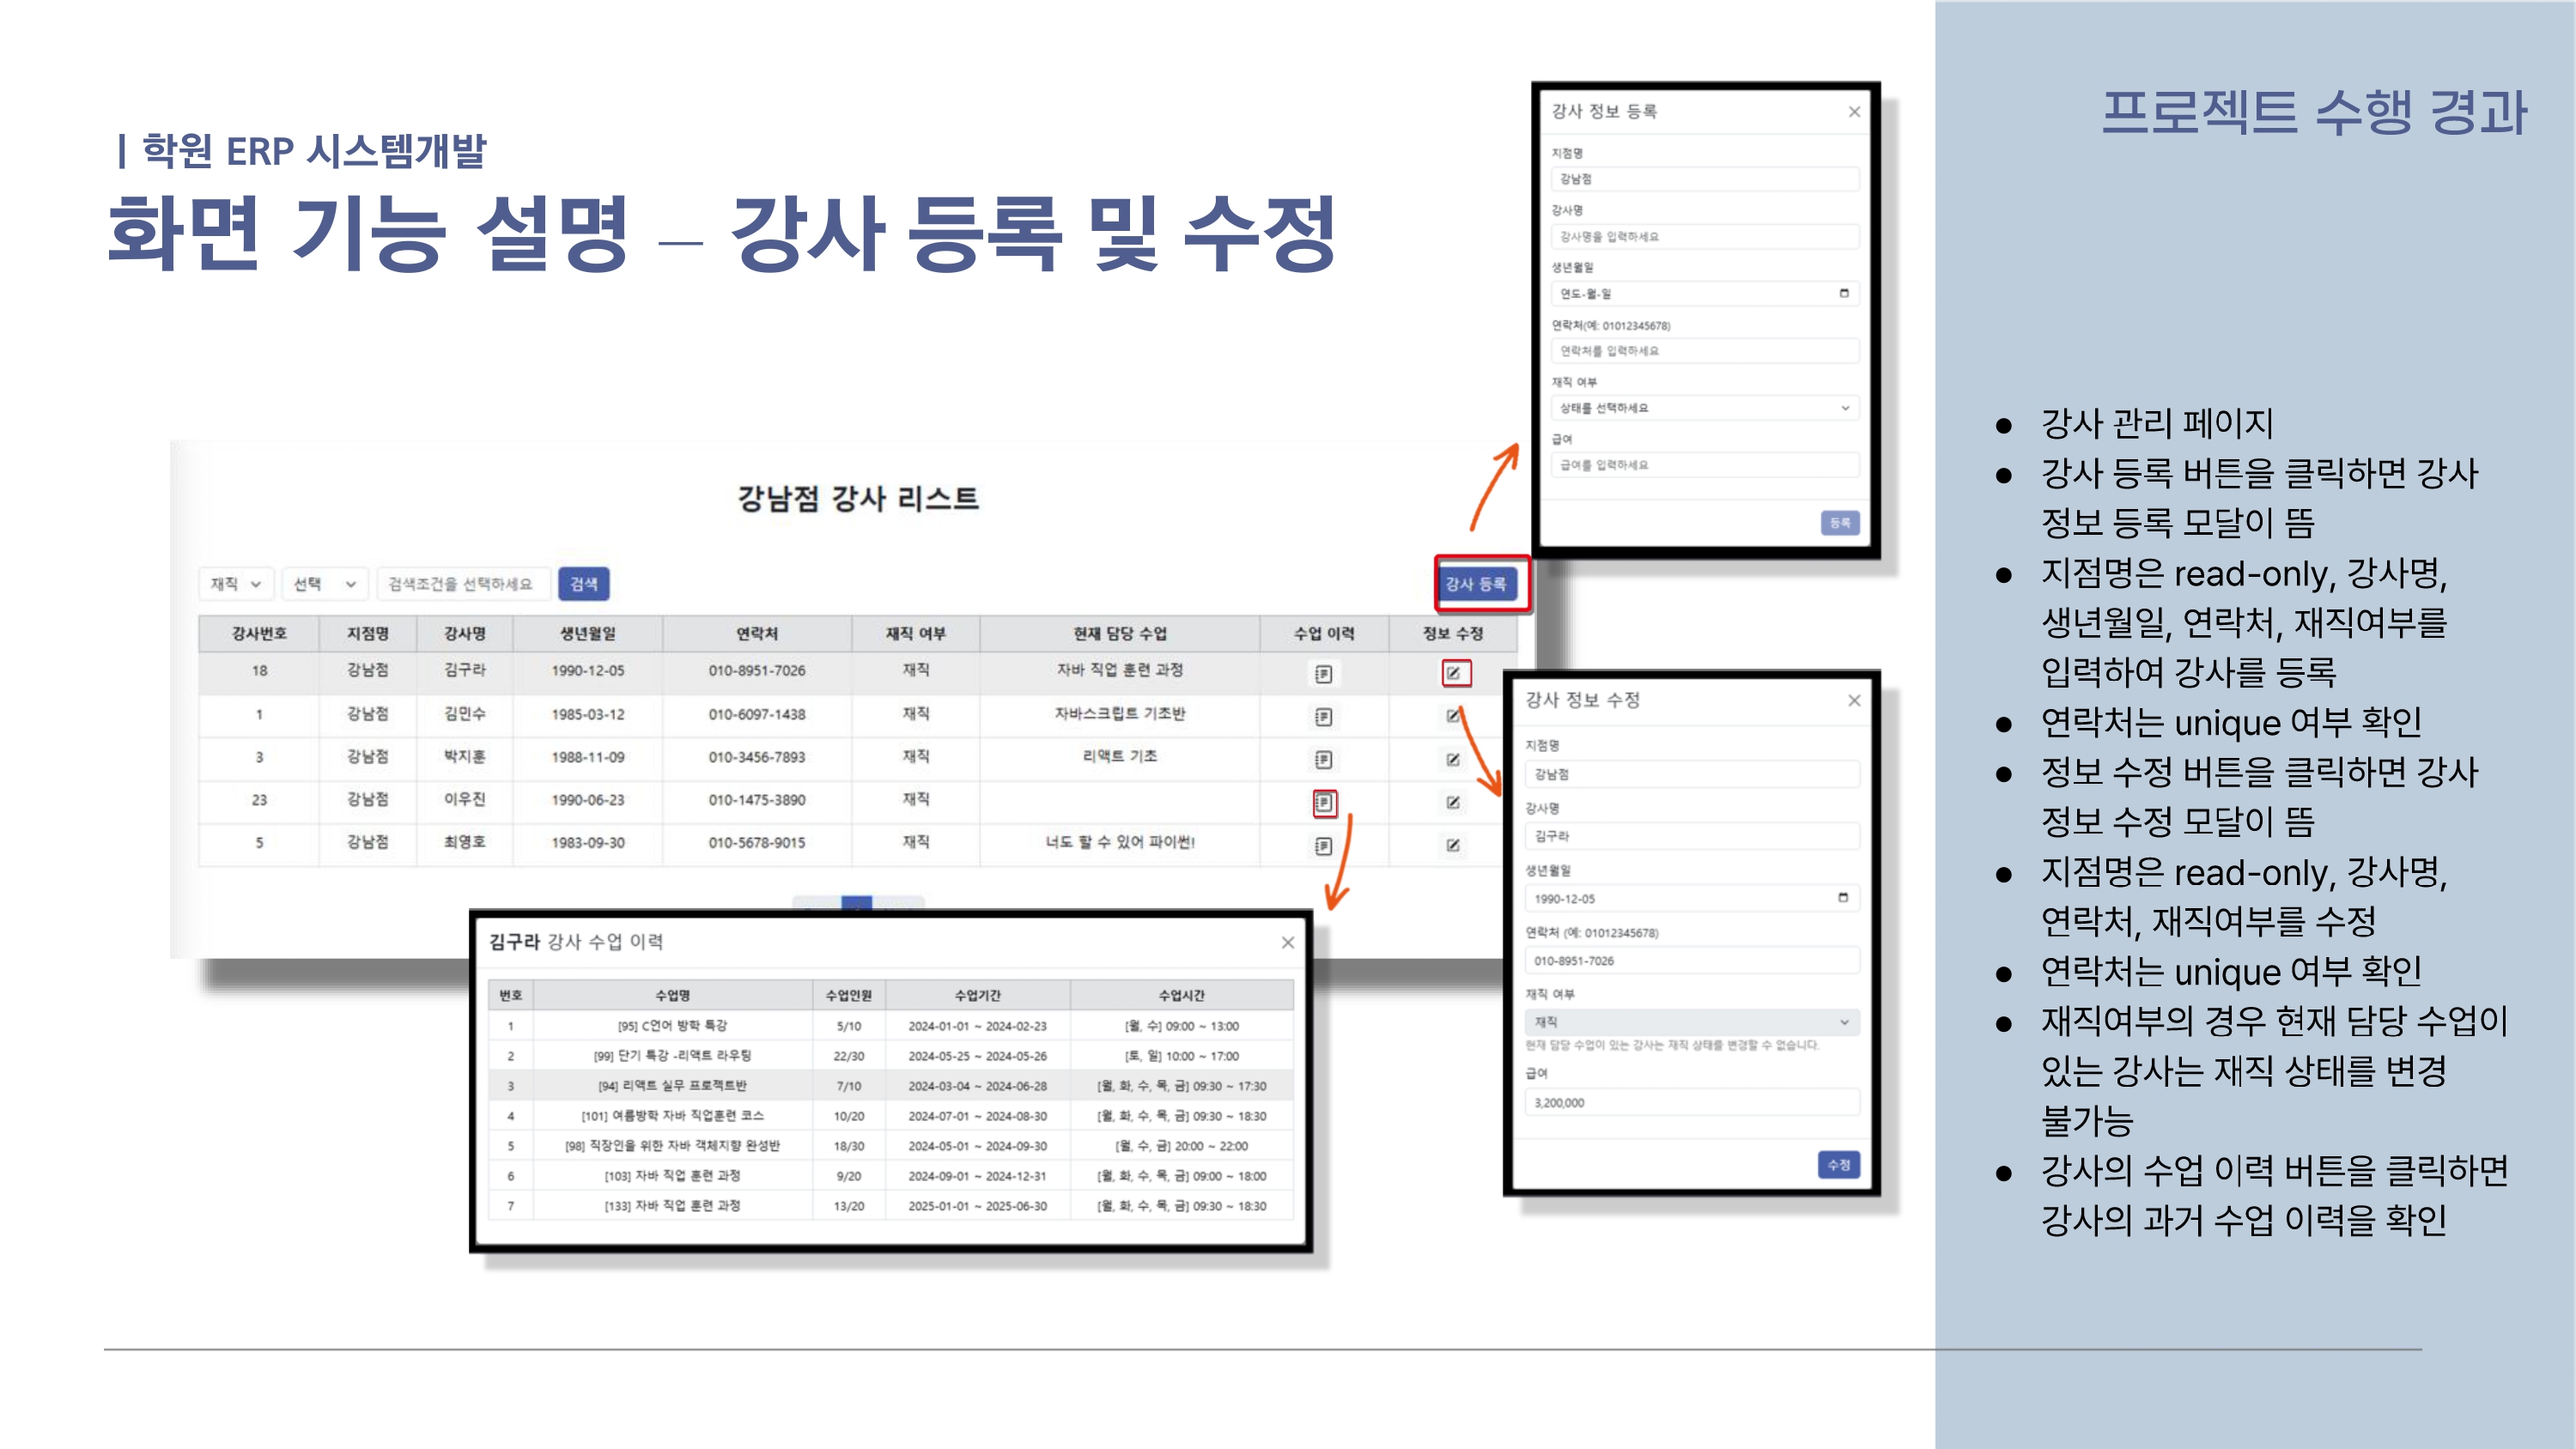 프로젝트 수행 경과
| 학원 ERP 시스템개발
화면 기능 설명 – 강사 등록 및 수정
강남점 강사 리스트
재직 선택 검색조건을 선택하세요 검색 강사 등록
강사번호 지점명 강사명 생년월일 연락처 재직 여부 현재 담당 수업 수업 이력 정보 수정
18 강남점 김구라 1990-12-05 010-8951-7026 재직 자바 직업 훈련 과정
1 강남점 김민수 1985-03-12 010-6097-1438 재직 자바스크립트 기초반
3 강남점 박지훈 1988-11-09 010-3456-7893 재직 리액트 기초
23 강남점 이우진 1990-06-23 010-1475-3890 재직
5 강남점 최영호 1983-09-30 010-5678-9015 재직 너도 할 수 있어 파이썬!
강사 정보 등록
지점명
강남점
강사명
강사명을 입력하세요
생년월일
연도-월-일
연락처(예: 01012345678)
연락처를 입력하세요
재직 여부
상태를 선택하세요
급여
급여를 입력하세요
등록
강사 정보 수정
지점명
강남점
강사명
김구라
생년월일
1990-12-05
연락처 (예: 01012345678)
010-8951-7026
재직 여부
재직
현재 담당 수업이 있는 강사는 재직 상태를 변경할 수 없습니다.
급여
3,200,000
수정
김구라 강사 수업 이력
번호 수업명 수업인원 수업기간 수업시간
1 [95] C언어 방학 특강 5/10 2024-01-01 ~ 2024-02-23 [월, 수] 09:00 ~ 13:00
2 [99] 단기 특강 -리액트 라우팅 22/30 2024-05-25 ~ 2024-05-26 [토, 일] 10:00 ~ 17:00
3 [94] 리액트 실무 프로젝트반 7/10 2024-03-04 ~ 2024-06-28 [월, 화, 수, 목, 금] 09:30 ~ 17:30
4 [101] 여름방학 자바 직업훈련 코스 10/20 2024-07-01 ~ 2024-08-30 [월, 화, 수, 목, 금] 09:30 ~ 18:30
5 [98] 직장인을 위한 자바 객체지향 완성반 18/30 2024-05-01 ~ 2024-09-30 [월, 수, 금] 20:00 ~ 22:00
6 [103] 자바 직업 훈련 과정 9/20 2024-09-01 ~ 2024-12-31 [월, 화, 수, 목, 금] 09:00 ~ 18:00
7 [133] 자바 직업 훈련 과정 13/20 2025-01-01 ~ 2025-06-30 [월, 화, 수, 목, 금] 09:30 ~ 18:30
● 강사 관리 페이지
● 강사 등록 버튼을 클릭하면 강사
정보 등록 모달이 뜸
● 지점명은 read-only, 강사명,
생년월일, 연락처, 재직여부를
입력하여 강사를 등록
● 연락처는 unique 여부 확인
● 정보 수정 버튼을 클릭하면 강사
정보 수정 모달이 뜸
● 지점명은 read-only, 강사명,
연락처, 재직여부를 수정
● 연락처는 unique 여부 확인
● 재직여부의 경우 현재 담당 수업이
있는 강사는 재직 상태를 변경
불가능
● 강사의 수업 이력 버튼을 클릭하면
강사의 과거 수업 이력을 확인